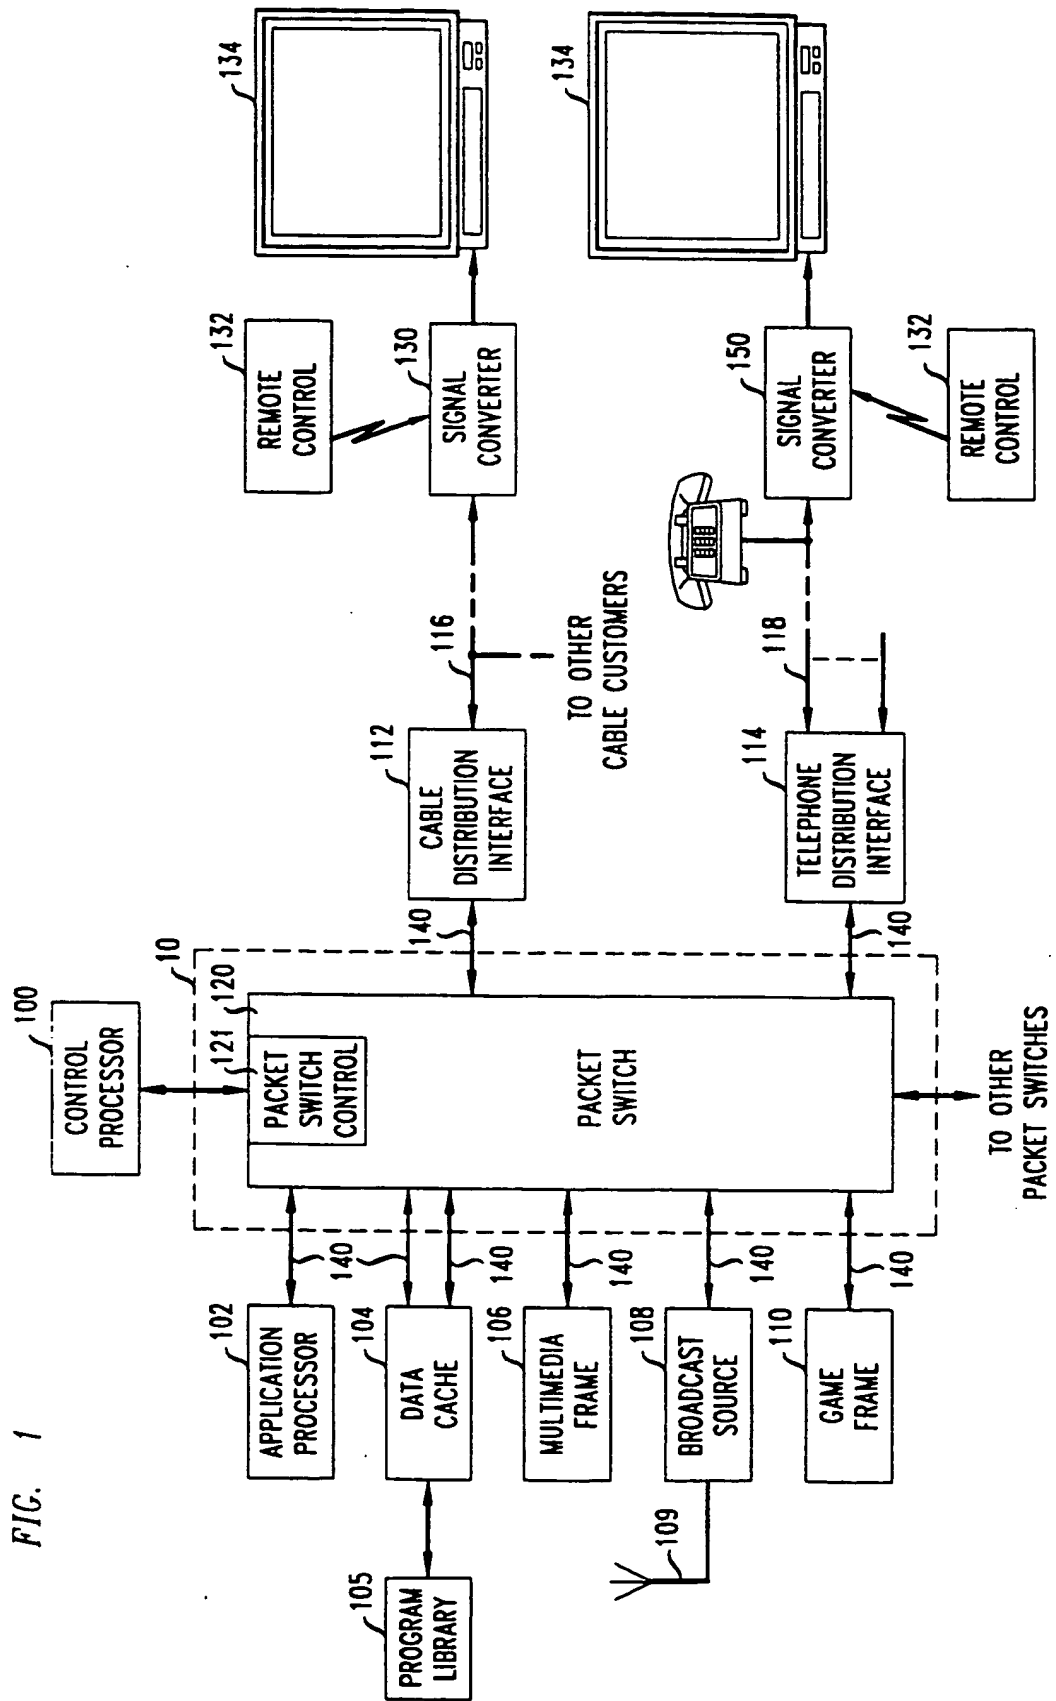 FIG. 1
100
CONTROL
PROCESSOR
10
121
120
PACKET
SWITCH
CONTROL
PACKET
SWITCH
102
APPLICATION
PROCESSOR
140
105
PROGRAM
LIBRARY
104
DATA
CACHE
140
140
106
MULTIMEDIA
FRAME
140
109
108
BROADCAST
SOURCE
140
110
GAME
FRAME
140
TO OTHER
PACKET SWITCHES
140
112
CABLE
DISTRIBUTION
INTERFACE
116
TO OTHER
CABLE CUSTOMERS
132
REMOTE
CONTROL
130
SIGNAL
CONVERTER
134
140
114
TELEPHONE
DISTRIBUTION
INTERFACE
118
150
SIGNAL
CONVERTER
132
REMOTE
CONTROL
134